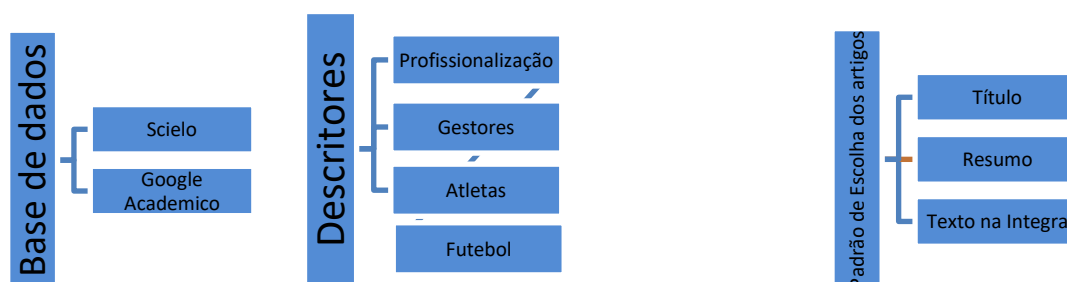 Base de dados
Scielo
Google
Academico
Descritores
Profissionalização
Gestores
Atletas
Futebol
Padrão de Escolha dos artigos
Título
Resumo
Texto na Integra